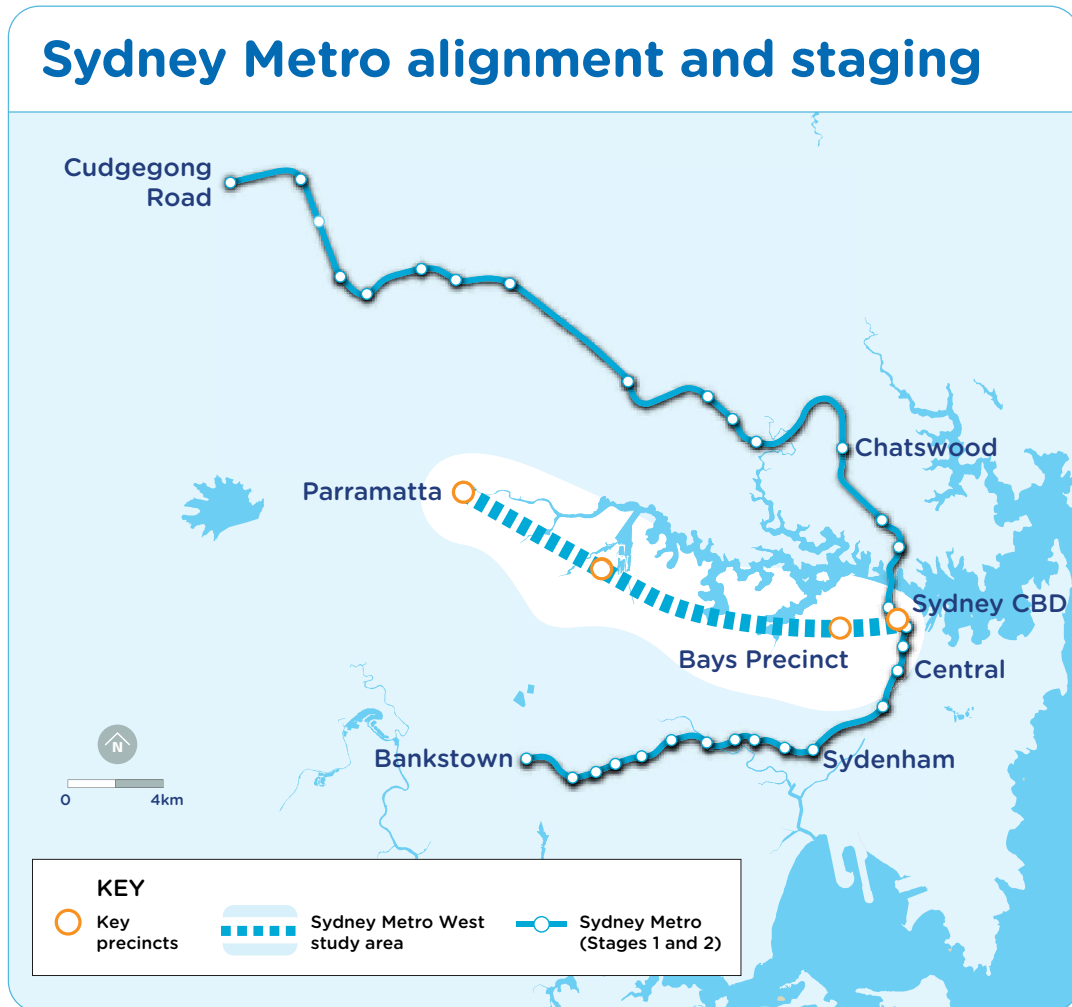 Sydney Metro alignment and staging
Cudgegong
Road
Chatswood
Parramatta
Sydney CBD
Bays Precinct
Central
Bankstown
Sydenham
N
0 4km
KEY
Key
precincts
Sydney Metro West
study area
Sydney Metro
(Stages 1 and 2)